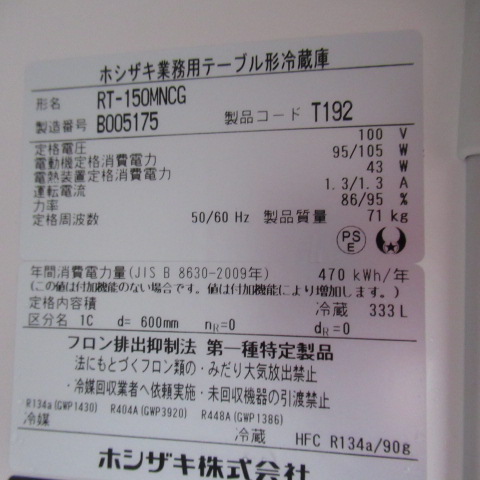 ホシザキ業務用テーブル形冷蔵庫
形名 RT-150MNCG
製造番号 B005175 製品コード T192
定格電圧 100 V
電動機定格消費電力 95/105 W
電熱装置定格消費電力 43 W
運転電流 1.3/1.3 A
力率 86/95 %
定格周波数 50/60 Hz 製品質量 71 kg
PS
E
年間消費電力量(JIS B 8630-2009年) 470 kWh/年
(この値は付加機能のない場合です。値は付加機能により増加します。)
定格内容積 冷蔵 333 L
区分名 1C d= 600mm nR=0 dR=0
フロン排出抑制法 第一種特定製品
・法にもとづくフロン類の・みだり大気放出禁止
・冷媒回収業者へ依頼実施・未回収機器の引渡禁止
R134a(GWP1430) R404A(GWP3920) R448A(GWP1386)
冷媒 冷蔵 HFC R134a/90g
ホシザキ株式会社